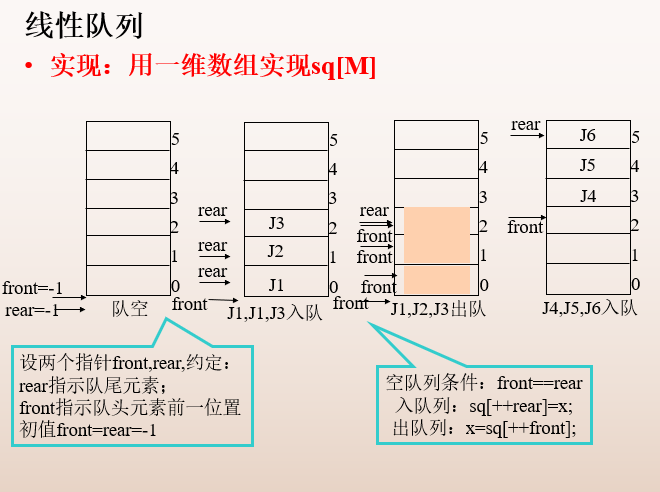 线性队列
• 实现：用一维数组实现sq[M]
5
4
3
2
1
0
front=-1
rear=-1
队空
5
4
3
2
1
0
rear
J3
rear
J2
rear
J1
front
J1,J1,J3入队
5
4
3
2
1
0
rear
front
front
front
front
J1,J2,J3出队
rear
J6
5
J5
4
J4
3
front
2
1
0
J4,J5,J6入队
设两个指针front,rear,约定：
rear指示队尾元素；
front指示队头元素前一位置
初值front=rear=-1
空队列条件：front==rear
入队列：sq[++rear]=x;
出队列：x=sq[++front];